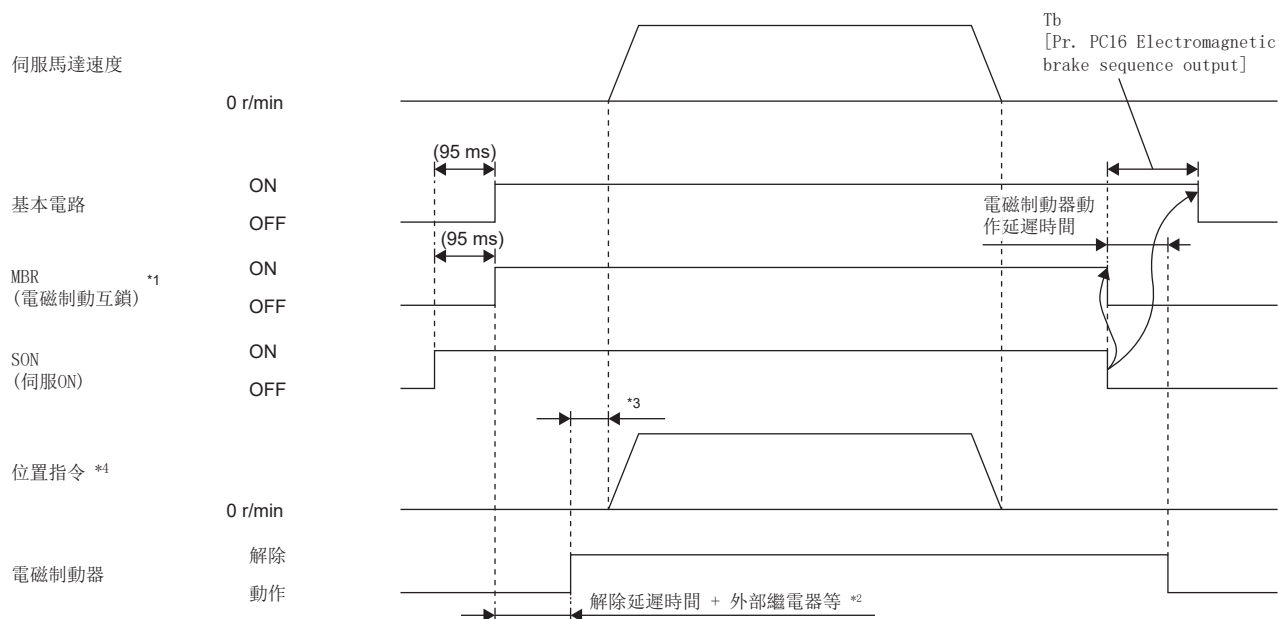 Tb
[Pr. PC16 Electromagnetic
brake sequence output]
伺服馬達速度
0 r/min
(95 ms)
基本電路
ON
OFF
電磁制動器動
作延遲時間
(95 ms)
MBR
(電磁制動互鎖)
*1
ON
OFF
SON
(伺服ON)
ON
OFF
*3
位置指令 *4
0 r/min
電磁制動器
解除
動作
解除延遲時間 + 外部繼電器等 *2